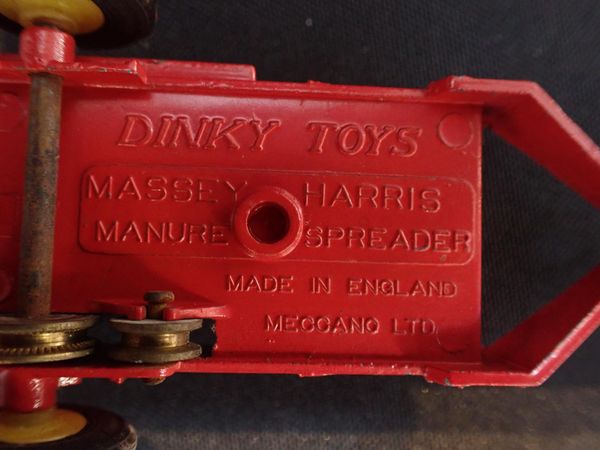 DINKY TOYS
MASSEY HARRIS
MANURE SPREADER
MADE IN ENGLAND
MECCANO LTD.